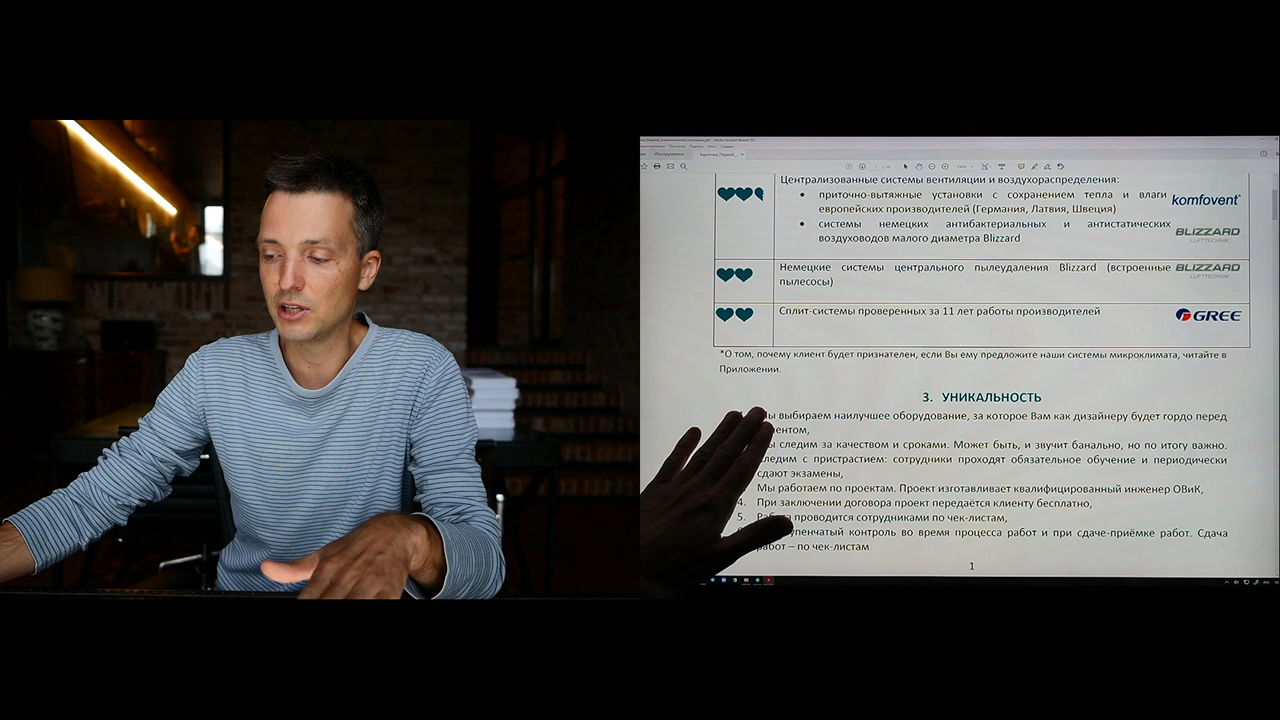 Инструменты
Централизованные системы вентиляции и воздухораспределения:
• приточно-вытяжные установки с сохранением тепла и влаги
европейских производителей (Германия, Латвия, Швеция)
komfovent
• системы немецких антибактериальных и антистатических
воздуховодов малого диаметра Blizzard
BLIZZARD
LUFTTECHNIK
Немецкие системы центрального пылеудаления Blizzard (встроенные
пылесосы)
BLIZZARD
LUFTTECHNIK
Сплит-системы проверенных за 11 лет работы производителей
GREE
*О том, почему клиент будет признателен, если Вы ему предложите наши системы микроклимата, читайте в
Приложении.
3. УНИКАЛЬНОСТЬ
выбираем наилучшее оборудование, за которое Вам как дизайнеру будет гордо перед
следим за качеством и сроками. Может быть, и звучит банально, но по итогу важно.
с пристрастием: сотрудники проходят обязательное обучение и периодически
сдают экзамены,
Мы работаем по проектам. Проект изготавливает квалифицированный инженер ОВиК,
4. При заключении договора проект передаётся клиенту бесплатно,
5. проводится сотрудниками по чек-листам,
контроль во время процесса работ и при сдаче-приёмке работ. Сдача
– по чек-листам
1